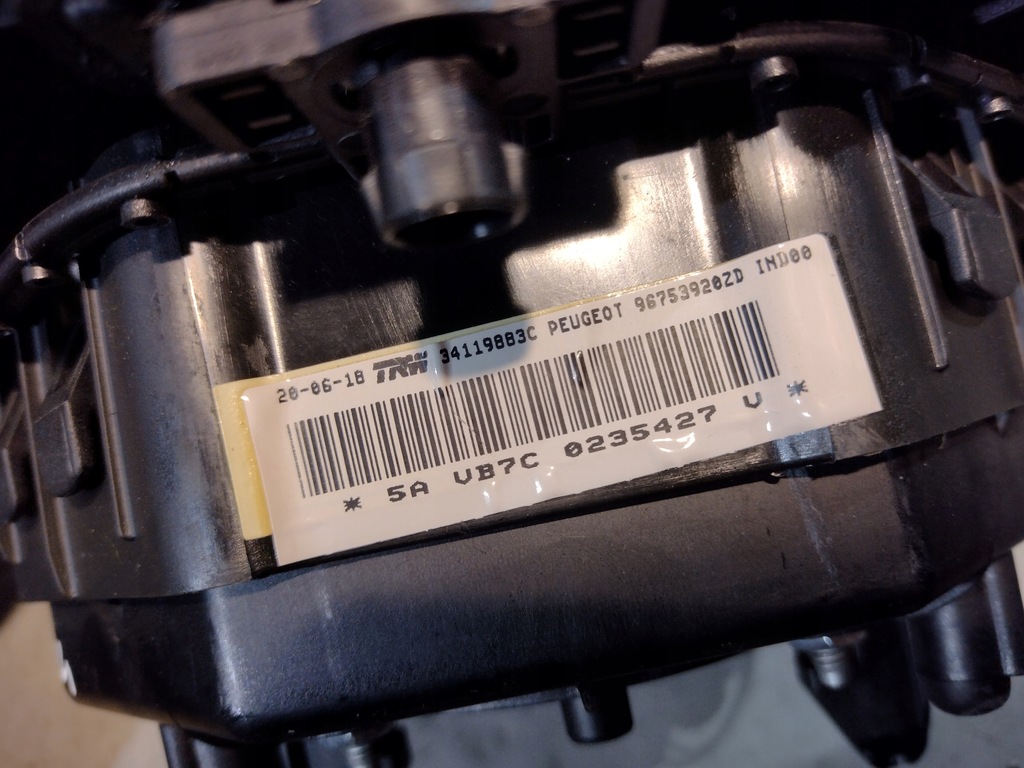 20-06-18 TRW 34119883C PEUGEOT 96753920ZD IND00
* 5A VB7C 0235427 V *